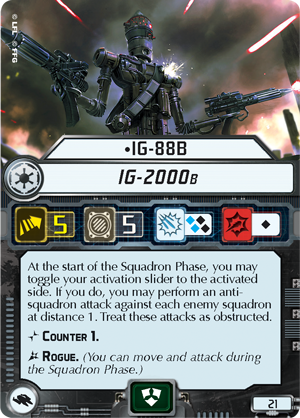 © LFL © FFG
•IG-88B
IG-2000B
5 5
At the start of the Squadron Phase, you may
toggle your activation slider to the activated
side. If you do, you may perform an anti-
squadron attack against each enemy squadron
at distance 1. Treat these attacks as obstructed.
Counter 1.
Rogue. (You can move and attack during
the Squadron Phase.)
21